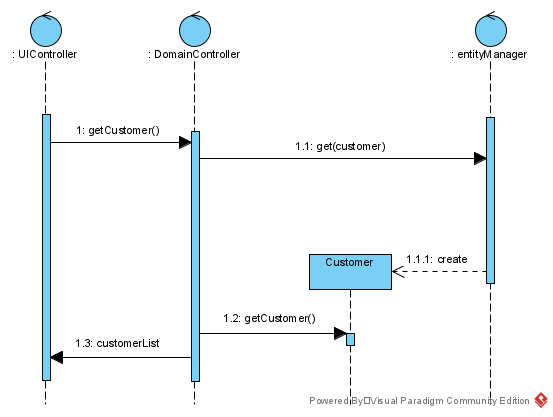 : UIController
: DomainController
: entityManager
1: getCustomer()
1.1: get(customer)
Customer
1.1.1: create
1.2: getCustomer()
1.3: customerList
Powered By Visual Paradigm Community Edition